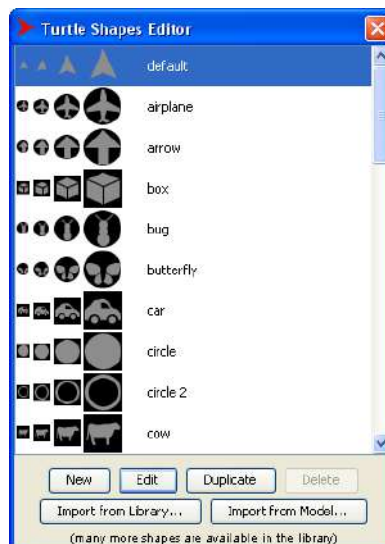 Turtle Shapes Editor
default
airplane
arrow
box
bug
butterfly
car
circle
circle 2
cow
New Edit Duplicate Delete
Import from Library... Import from Model...
(many more shapes are available in the library)